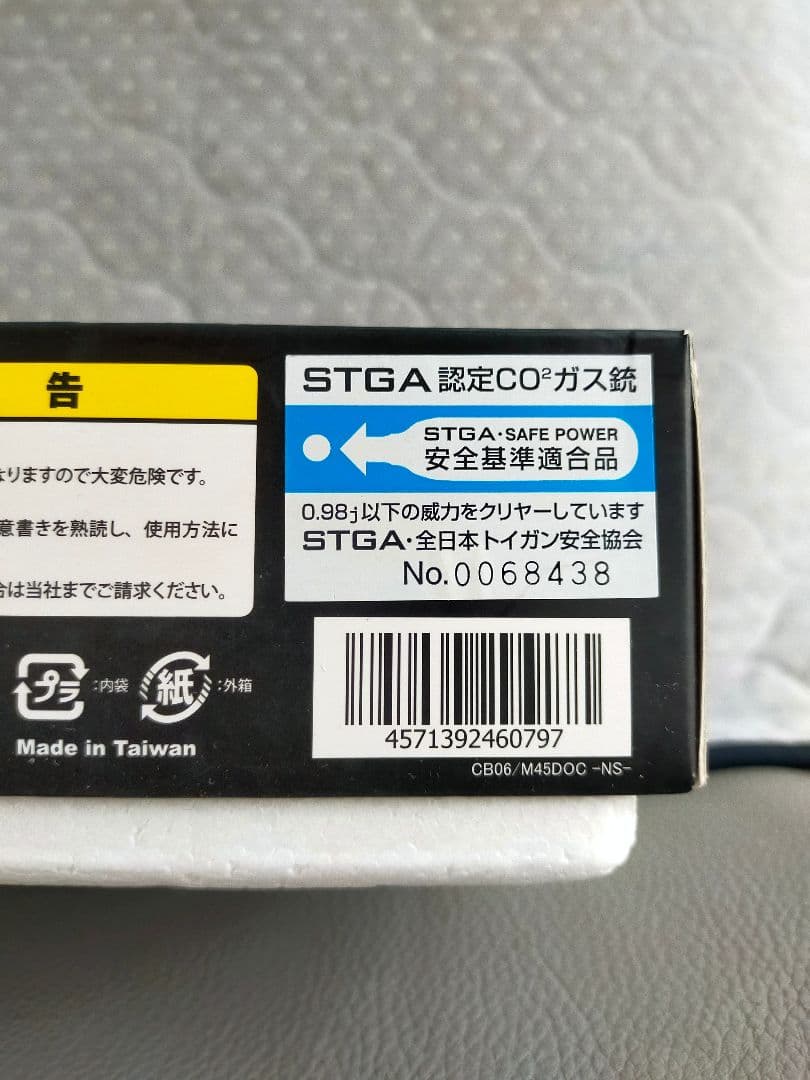 告
なりますので大変危険です。
意書きを熟読し、使用方法に
合は当社までご請求ください。
プラ :内袋 紙 :外箱
Made in Taiwan
STGA 認定CO²ガス銃
STGA・SAFE POWER
安全基準適合品
0.98j以下の威力をクリヤーしています
STGA・全日本トイガン安全協会
No.0068438
4571392460797
CB06/M45DOC -NS-